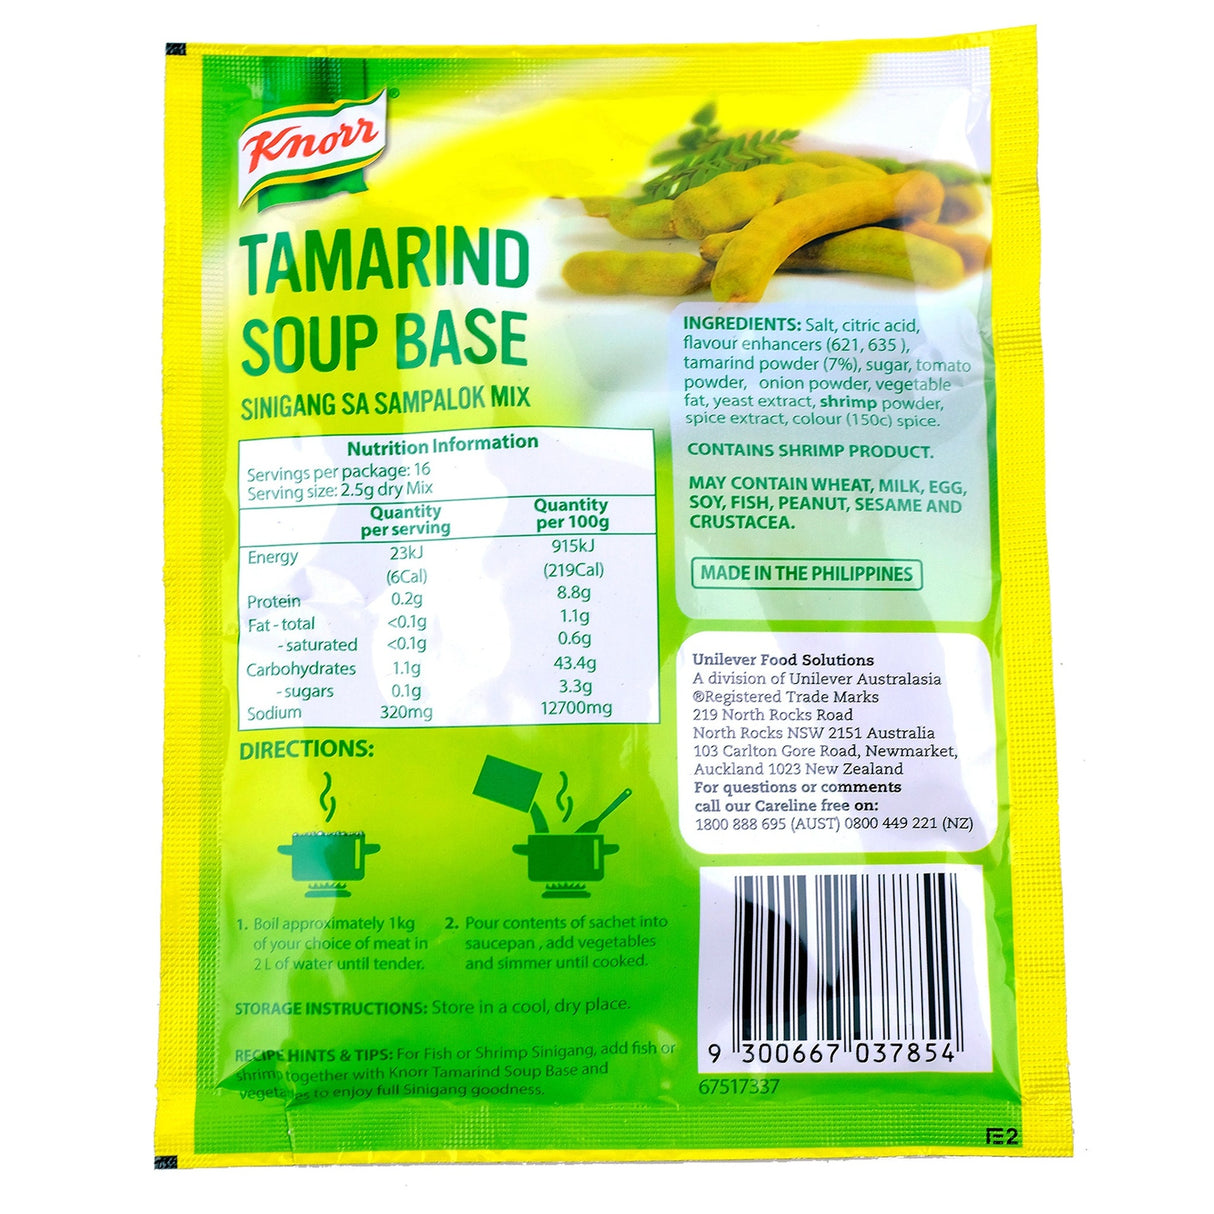 Knorr®
TAMARIND
SOUP BASE
SINIGANG SA SAMPALOK MIX
Nutrition Information
Servings per package: 16
Serving size: 2.5g dry Mix
Quantity per serving Quantity per 100g
Energy 23kJ 915kJ
(6Cal) (219Cal)
Protein 0.2g 8.8g
Fat - total <0.1g 1.1g
- saturated <0.1g 0.6g
Carbohydrates 1.1g 43.4g
- sugars 0.1g 3.3g
Sodium 320mg 12700mg
DIRECTIONS:
1. Boil approximately 1kg
of your choice of meat in
2 L of water until tender.
2. Pour contents of sachet into
saucepan , add vegetables
and simmer until cooked.
STORAGE INSTRUCTIONS: Store in a cool, dry place.
RECIPE HINTS & TIPS: For Fish or Shrimp Sinigang, add fish or
shrimp together with Knorr Tamarind Soup Base and
vegetables to enjoy full Sinigang goodness.
INGREDIENTS: Salt, citric acid,
flavour enhancers (621, 635 ),
tamarind powder (7%), sugar, tomato
powder, onion powder, vegetable
fat, yeast extract, shrimp powder,
spice extract, colour (150c) spice.
CONTAINS SHRIMP PRODUCT.
MAY CONTAIN WHEAT, MILK, EGG,
SOY, FISH, PEANUT, SESAME AND
CRUSTACEA.
MADE IN THE PHILIPPINES
Unilever Food Solutions
A division of Unilever Australasia
®Registered Trade Marks
219 North Rocks Road
North Rocks NSW 2151 Australia
103 Carlton Gore Road, Newmarket,
Auckland 1023 New Zealand
For questions or comments
call our Careline free on:
1800 888 695 (AUST) 0800 449 221 (NZ)
9 300667 037854
67517337
E2